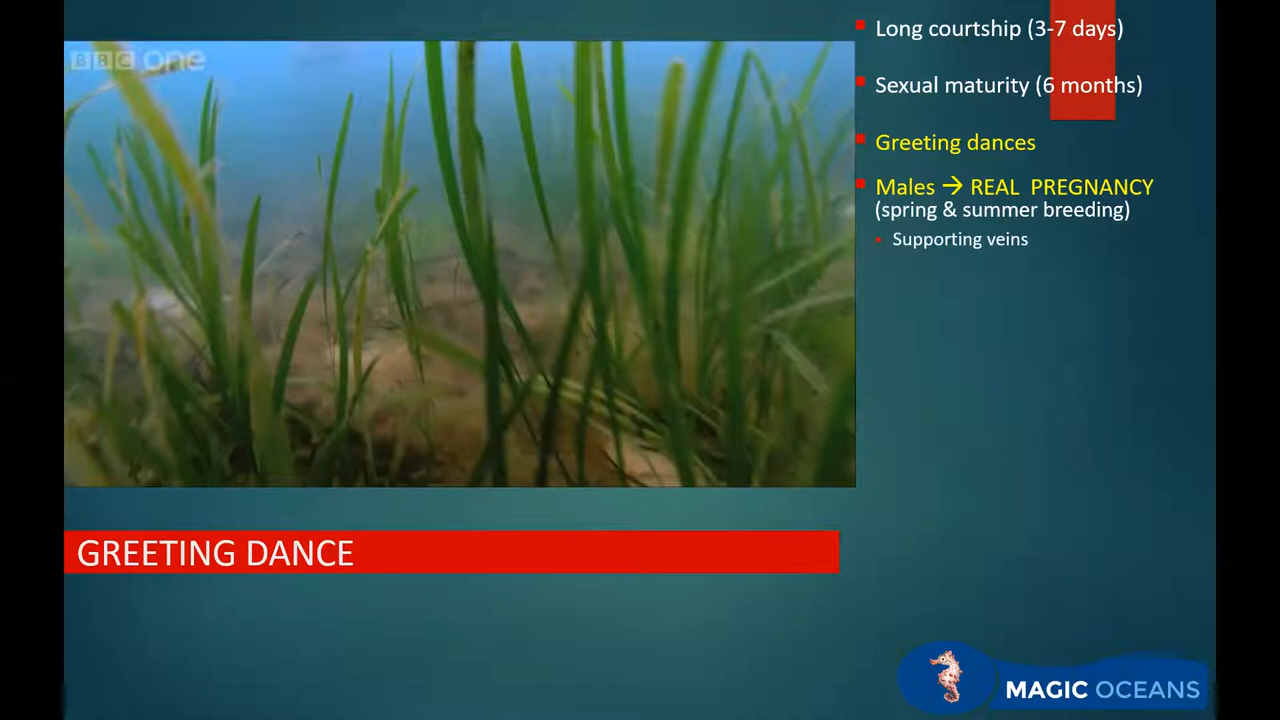 BBC one
Long courtship (3-7 days)
Sexual maturity (6 months)
Greeting dances
Males → REAL PREGNANCY
(spring & summer breeding)
Supporting veins
GREETING DANCE
MAGIC OCEANS